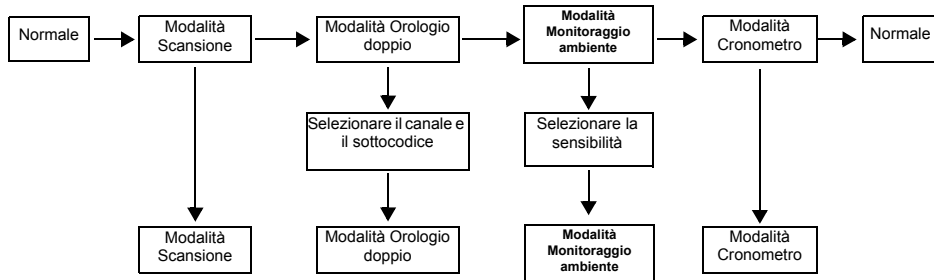 Normale
Modalità
Scansione
Modalità Orologio
doppio
Modalità
Monitoraggio
ambiente
Modalità
Cronometro
Normale
Selezionare il canale e
il sottocodice
Selezionare la
sensibilità
Modalità
Scansione
Modalità Orologio
doppio
Modalità
Monitoraggio
ambiente
Modalità
Cronometro